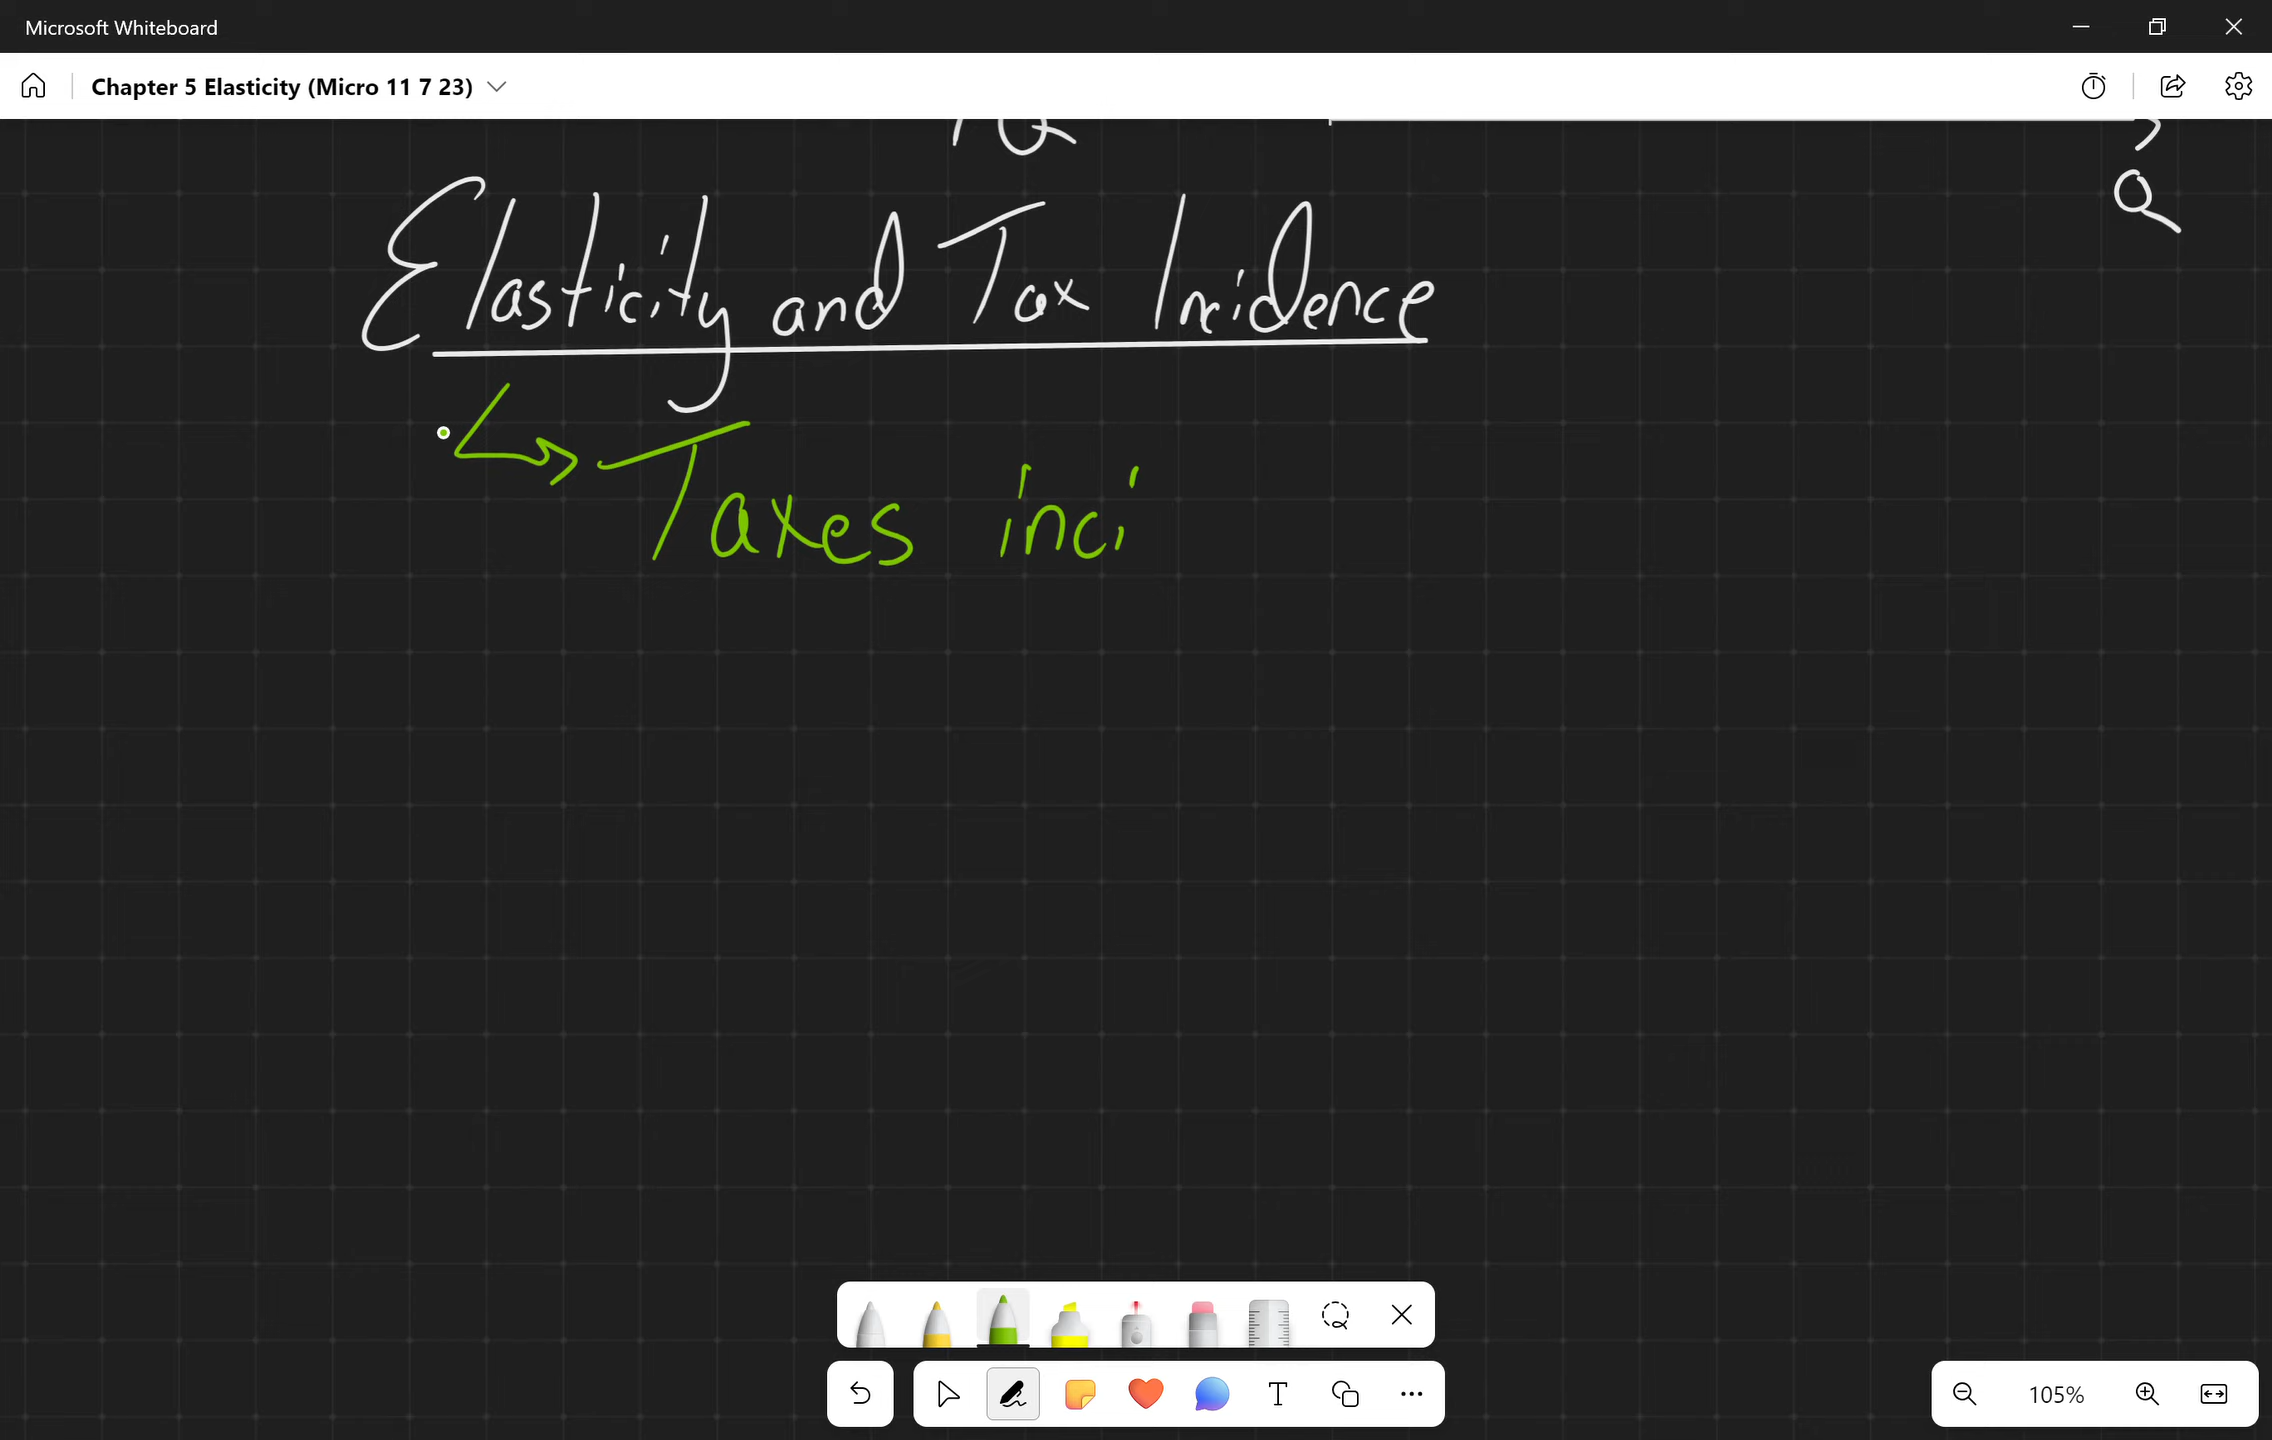 Microsoft Whiteboard
Chapter 5 Elasticity (Micro 11 7 23)
Q
Q
Elasticity and Tax Incidence
Taxes inci
T
105%